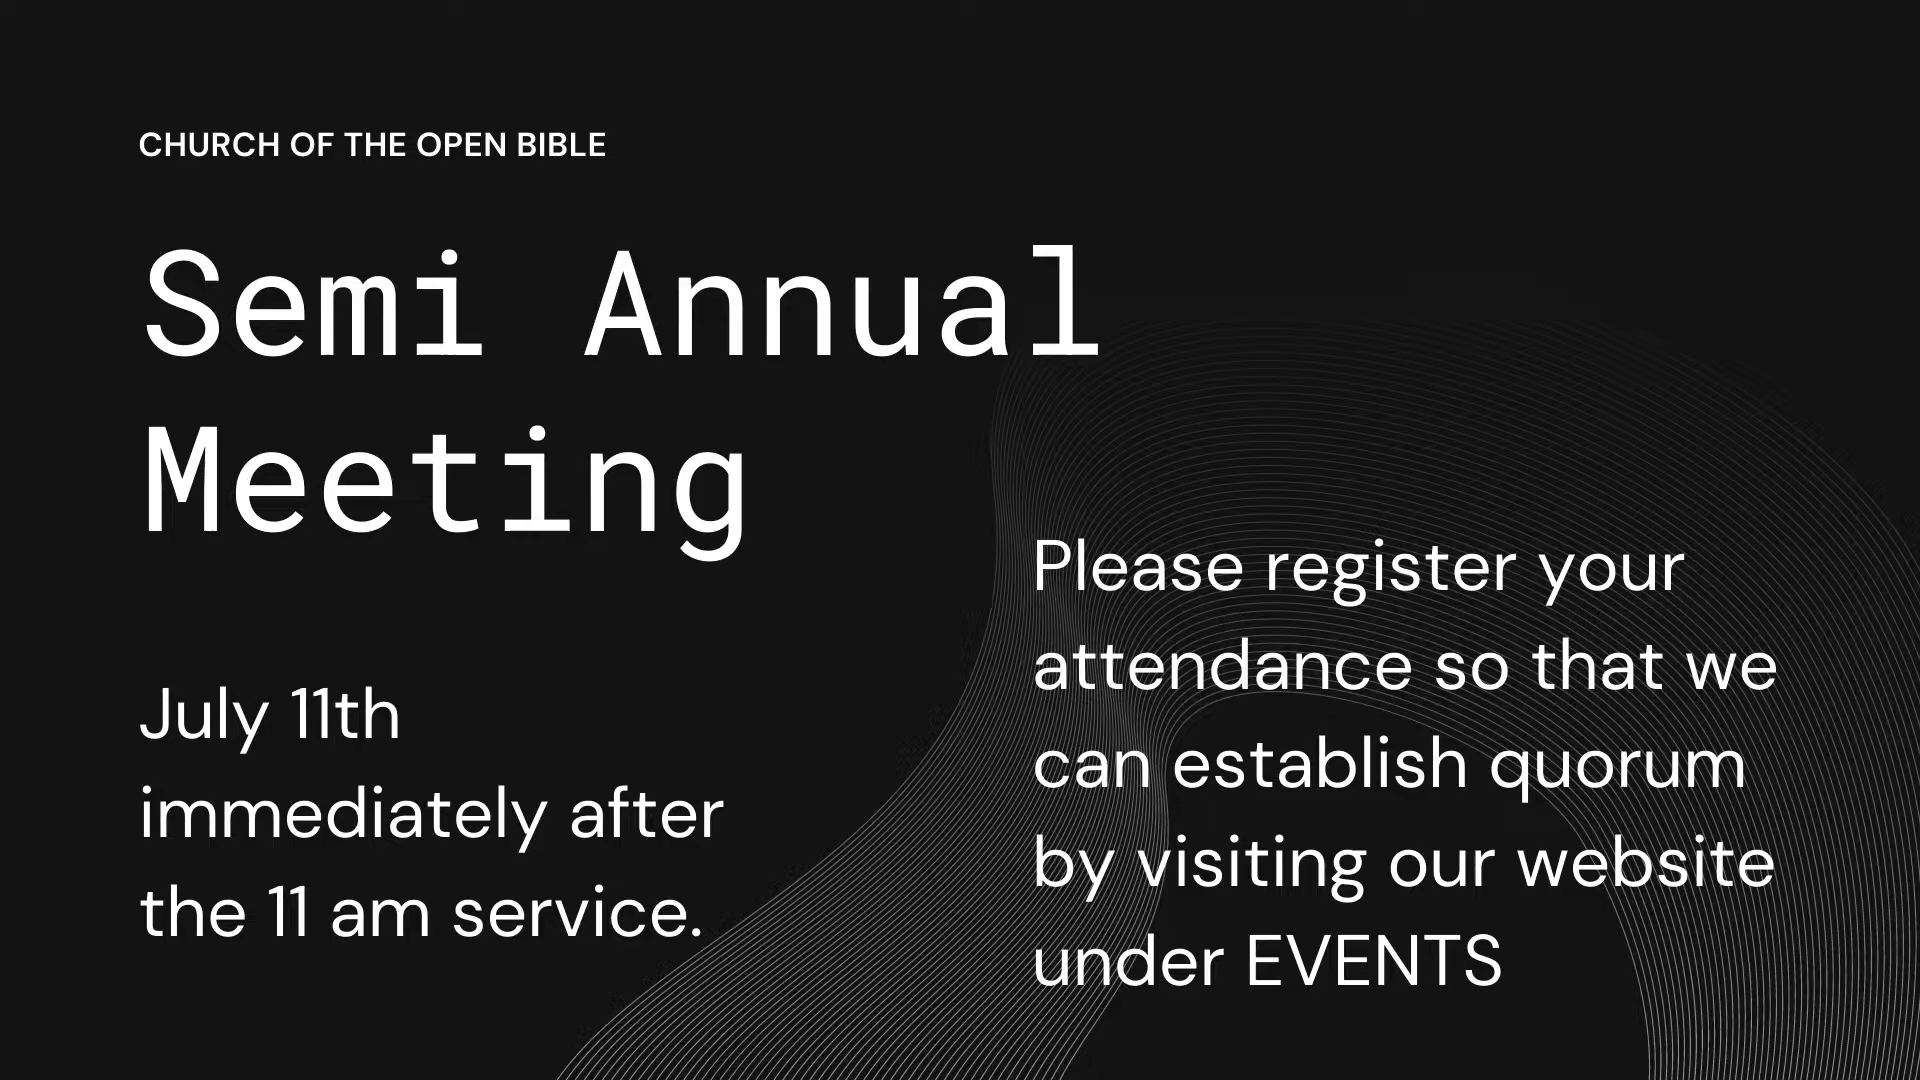 CHURCH OF THE OPEN BIBLE
Semi Annual
Meeting
July 11th
immediately after
the 11 am service.
Please register your
attendance so that we
can establish quorum
by visiting our website
under EVENTS